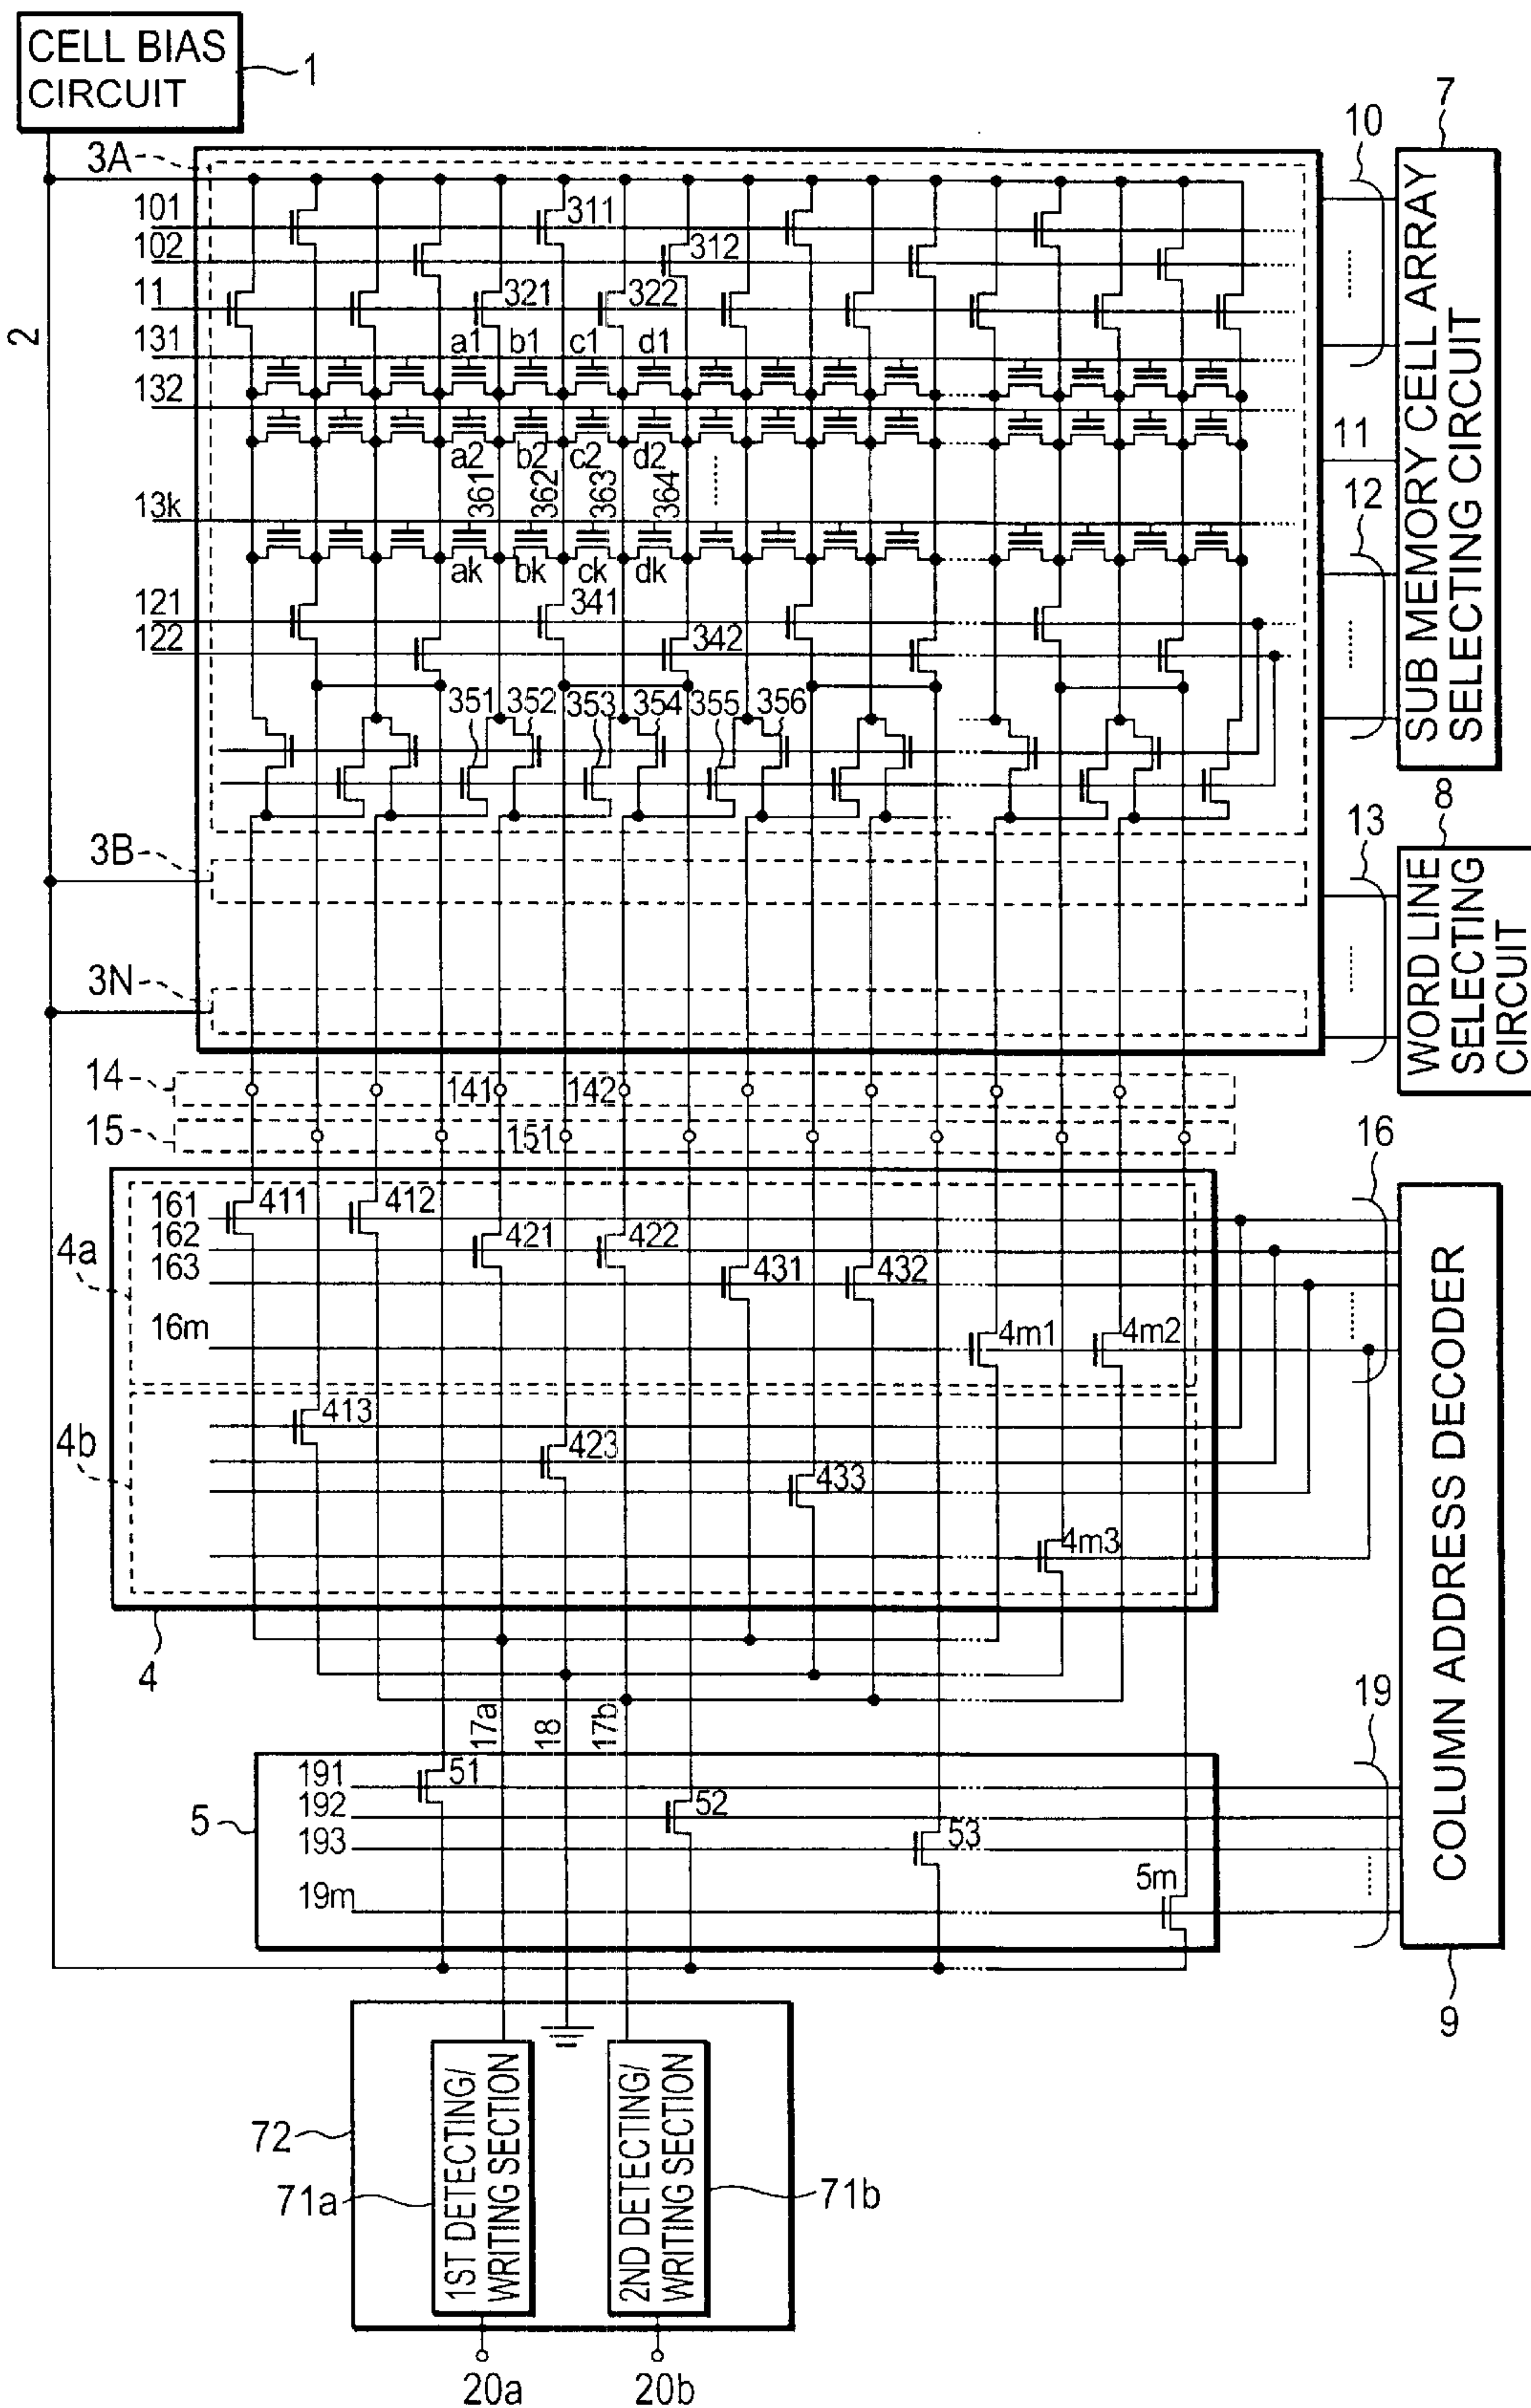 CELL BIAS
CIRCUIT
1
2
3A
101
102
11
131
132
13k
121
122
311
312
321
322
a1
b1
c1
d1
a2
b2
c2
d2
361
362
363
364
ak
bk
ck
dk
341
342
351
352
353
354
355
356
3B
3N
10
11
12
7
SUB MEMORY CELL ARRAY
SELECTING CIRCUIT
13
8
WORD LINE
SELECTING
CIRCUIT
14
141
142
15
151
16
161
162
163
16m
4a
411
412
421
422
431
432
4m1
4m2
4b
413
423
433
4m3
4
17a
18
17b
19
COLUMN ADDRESS DECODER
9
5
191
192
193
19m
51
52
53
5m
72
71a
1ST DETECTING/
WRITING SECTION
2ND DETECTING/
WRITING SECTION
71b
20a
20b